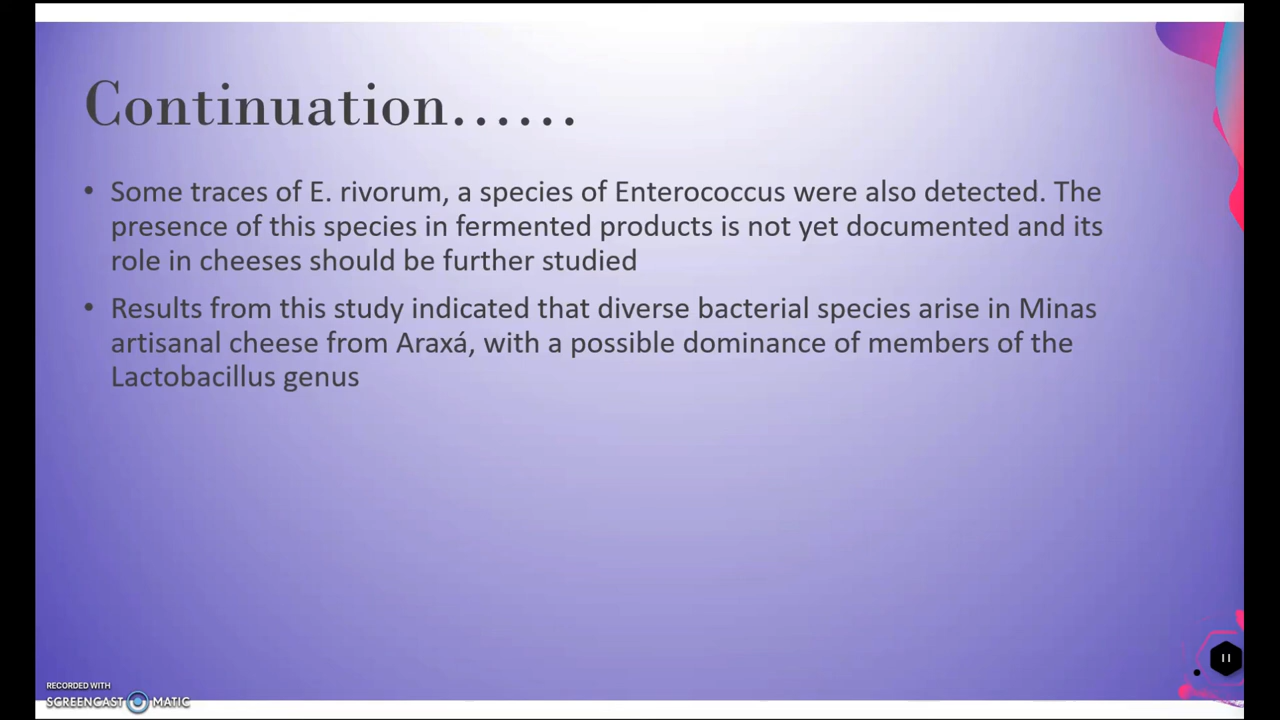 Continuation......
• Some traces of E. rivorum, a species of Enterococcus were also detected. The
presence of this species in fermented products is not yet documented and its
role in cheeses should be further studied
• Results from this study indicated that diverse bacterial species arise in Minas
artisanal cheese from Araxá, with a possible dominance of members of the
Lactobacillus genus
11
RECORDED WITH
SCREENCAST MATIC